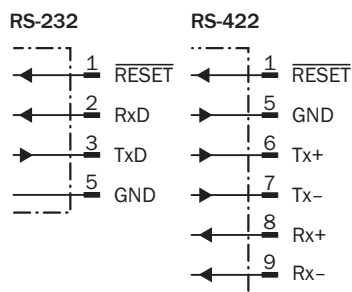 RS-232
1 RESET
2 RxD
3 TxD
5 GND
RS-422
1 RESET
5 GND
6 Tx+
7 Tx–
8 Rx+
9 Rx–